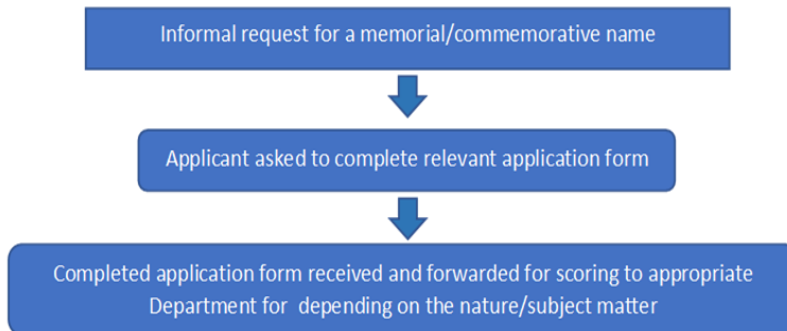 Informal request for a memorial/commemorative name
Applicant asked to complete relevant application form
Completed application form received and forwarded for scoring to appropriate
Department for depending on the nature/subject matter